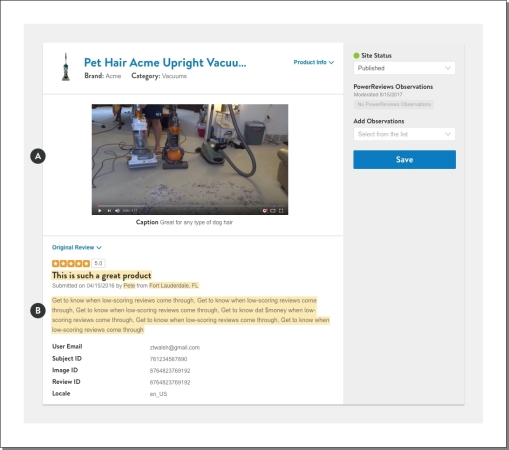 Pet Hair Acme Upright Vacuu...
Product Info
Brand: Acme Category: Vacuums
Site Status
Published
PowerReviews Observations
Moderated 8/15/2017
No PowerReviews Observations
Add Observations
Select from the list
Save
A
Caption Great for any type of dog hair
Original Review
5.0
This is such a great product
Submitted on 04/15/2016 by Pete from Fort Lauderdale, FL
B
Get to know when low-scoring reviews come through, Get to know when low-scoring reviews come
through, Get to know when low-scoring reviews come through, Get to know dat $money when low-
scoring reviews come through, Get to know when low-scoring reviews come through, Get to know when
low-scoring reviews come through
User Email ztwalsh@gmail.com
Subject ID 761234567890
Image ID 8764823769192
Review ID 8764823769192
Locale en_US